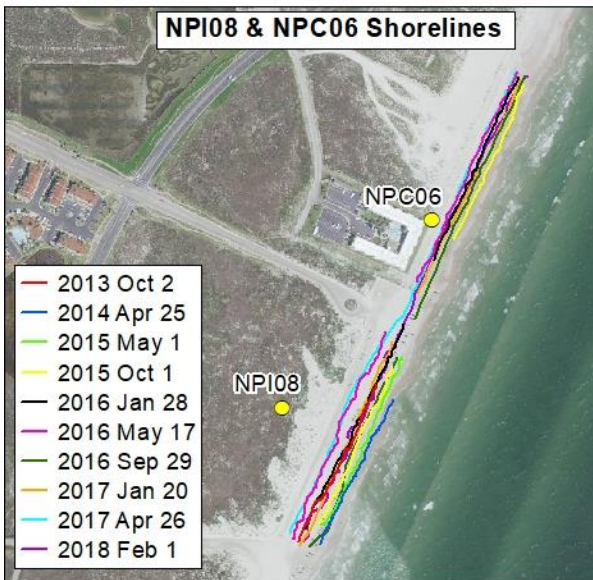 NPI08 & NPC06 Shorelines
NPC06
NPI08
2013 Oct 2
2014 Apr 25
2015 May 1
2015 Oct 1
2016 Jan 28
2016 May 17
2016 Sep 29
2017 Jan 20
2017 Apr 26
2018 Feb 1